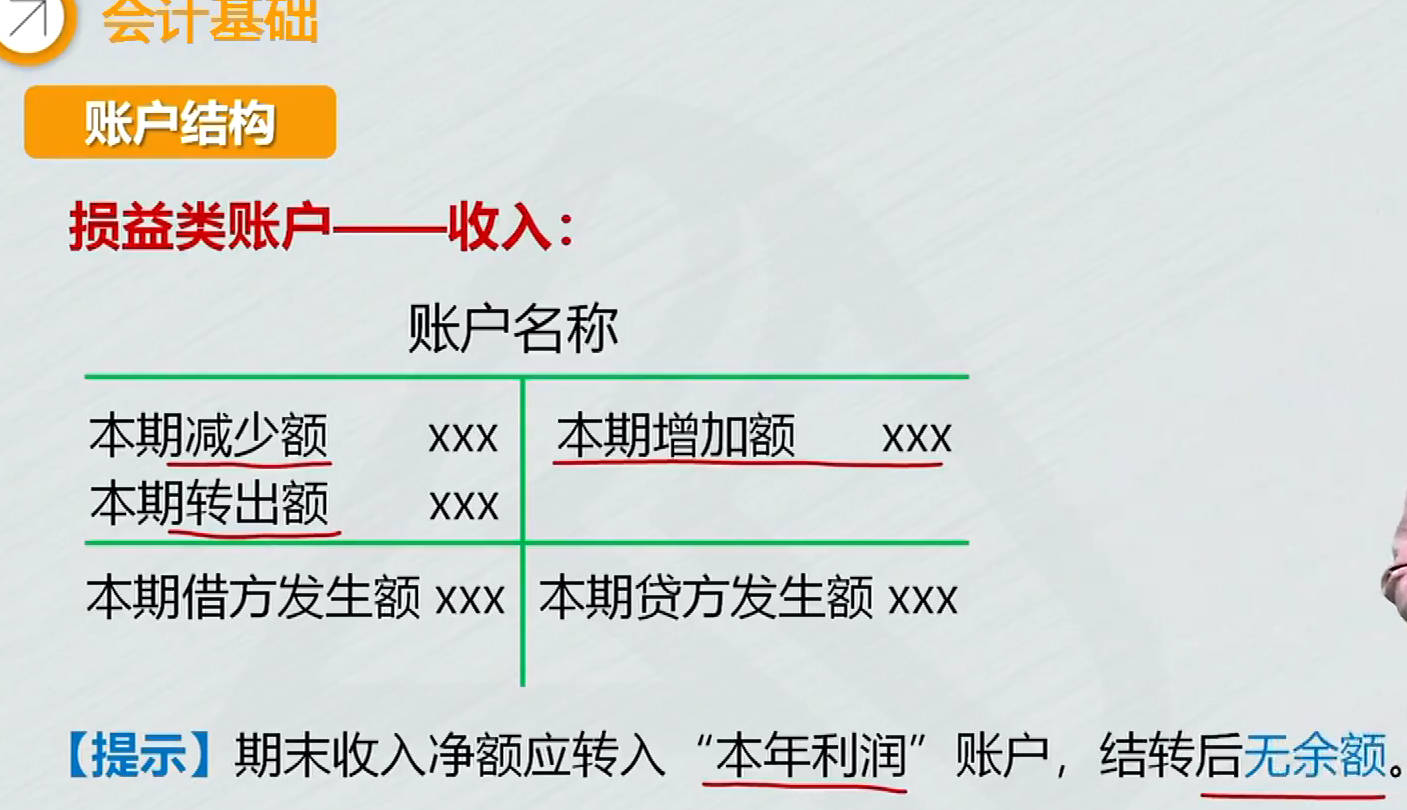 会计基础
账户结构
损益类账户——收入：
账户名称
本期减少额 xxx 本期增加额 xxx
本期转出额 xxx
本期借方发生额 xxx 本期贷方发生额 xxx
【提示】期末收入净额应转入“本年利润”账户，结转后无余额。